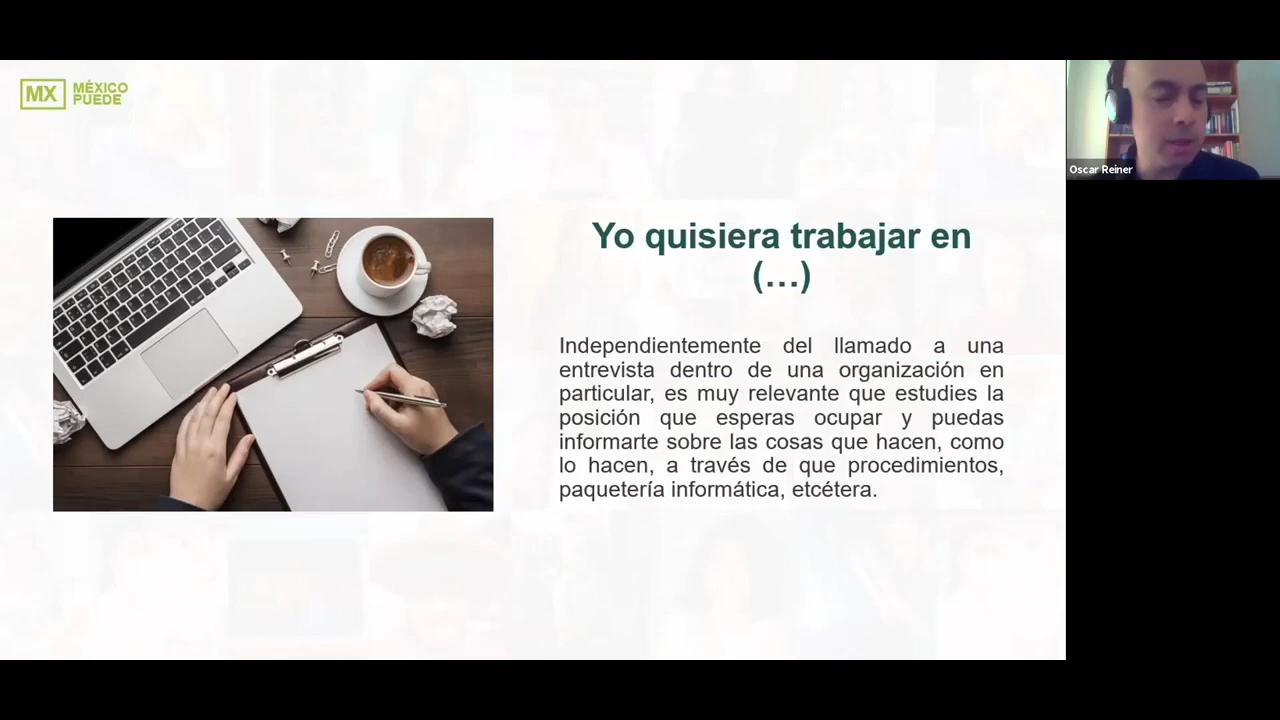 MX MÉXICO
PUEDE
Oscar Reiner
Yo quisiera trabajar en
(…)
Independientemente del llamado a una
entrevista dentro de una organización en
particular, es muy relevante que estudies la
posición que esperas ocupar y puedas
informarte sobre las cosas que hacen, como
lo hacen, a través de que procedimientos,
paquetería informática, etcétera.